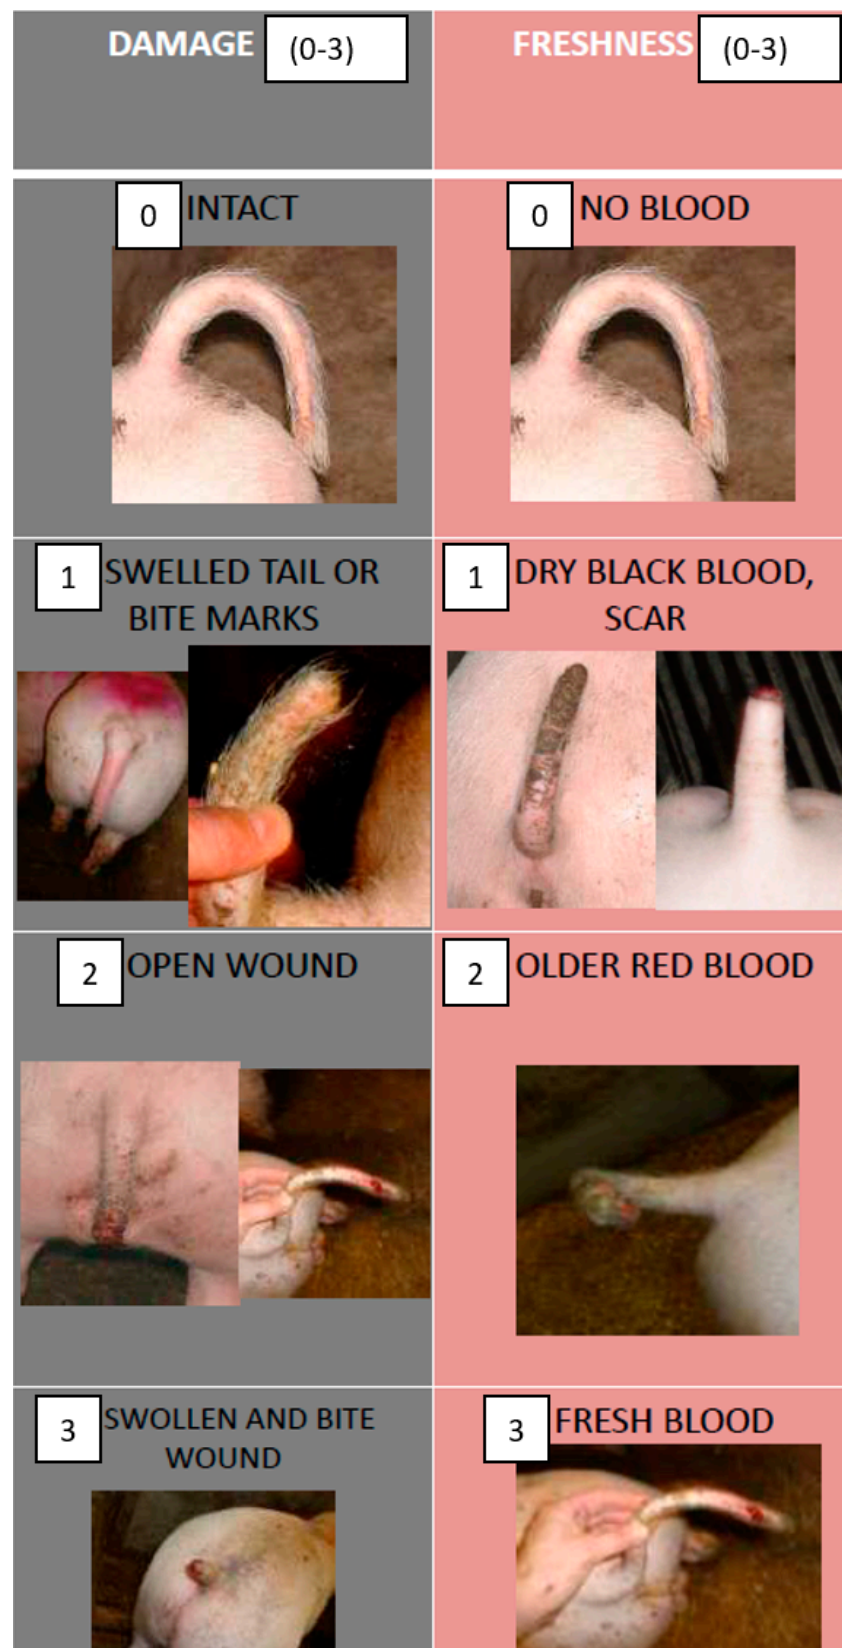 DAMAGE (0-3)
FRESHNESS (0-3)
0 INTACT
0 NO BLOOD
1 SWELLED TAIL OR
BITE MARKS
1 DRY BLACK BLOOD,
SCAR
2 OPEN WOUND
2 OLDER RED BLOOD
3 SWOLLEN AND BITE
WOUND
3 FRESH BLOOD